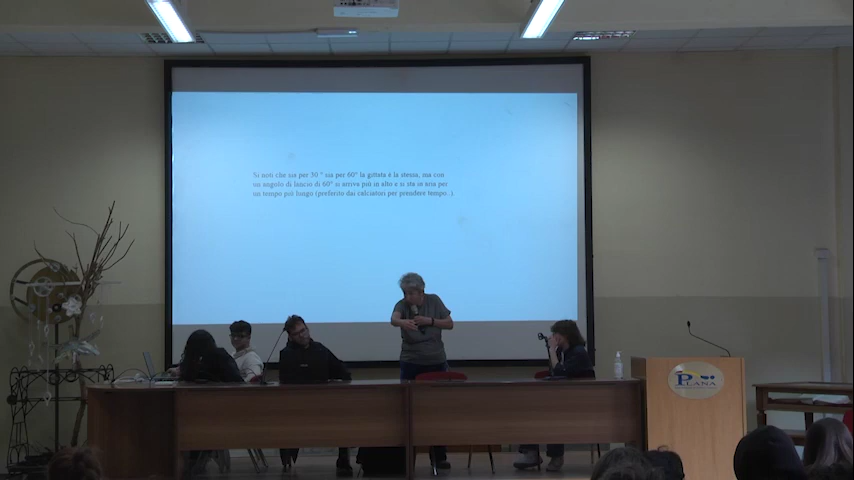 Si noti che sia per 30 ° sia per 60° la gittata è la stessa, ma con
un angolo di lancio di 60° si arriva più in alto e si sta in aria per
un tempo più lungo (preferito dai calciatori per prendere tempo..).
PLANA